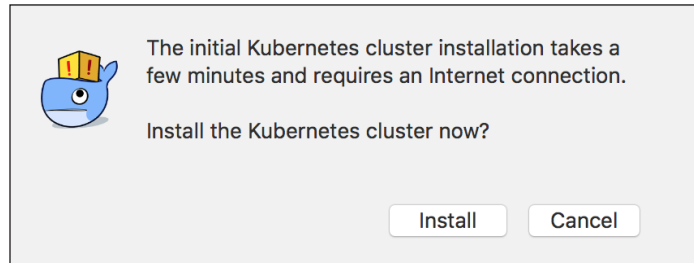 The initial Kubernetes cluster installation takes a
few minutes and requires an Internet connection.
Install the Kubernetes cluster now?
Install
Cancel